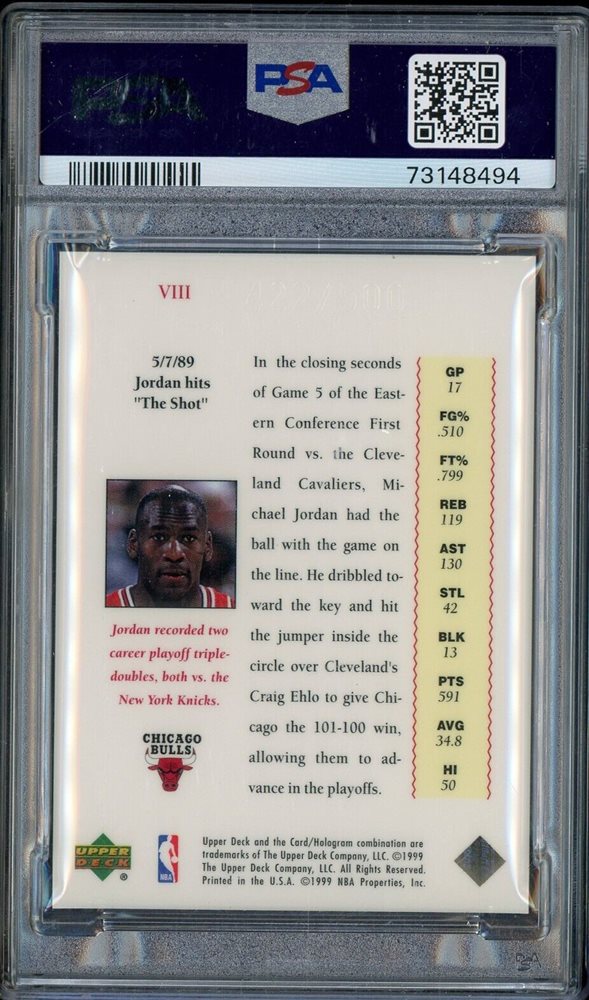 PSA
PSA
73148494
VIII
5/7/89
Jordan hits
"The Shot"
Jordan recorded two
career playoff triple-
doubles, both vs. the
New York Knicks.
CHICAGO
BULLS
In the closing seconds
of Game 5 of the East-
ern Conference First
Round vs. the Cleve-
land Cavaliers, Mi-
chael Jordan had the
ball with the game on
the line. He dribbled to-
ward the key and hit
the jumper inside the
circle over Cleveland's
Craig Ehlo to give Chi-
cago the 101-100 win,
allowing them to ad-
vance in the playoffs.
GP
17
FG%
.510
FT%
.799
REB
119
AST
130
STL
42
BLK
13
PTS
591
AVG
34.8
HI
50
UPPER
DECK
®
NBA
Upper Deck and the Card/Hologram combination are
trademarks of The Upper Deck Company, LLC. ©1999
The Upper Deck Company, LLC. All Rights Reserved.
Printed in the U.S.A. ©1999 NBA Properties, Inc.
PSA